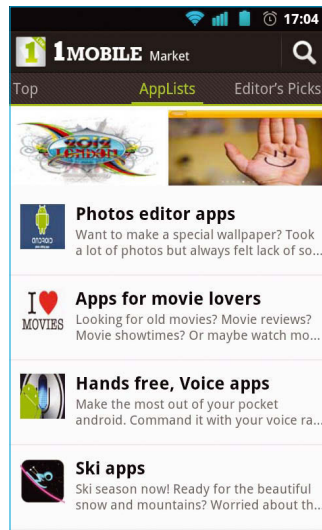 17:04
1MOBILE Market
Top AppLists Editor's Picks
2012
LONDON
Photos editor apps
Want to make a special wallpaper? Took
a lot of photos but always felt lack of so...
ANDROID
Apps for movie lovers
I
MOVIES
Looking for old movies? Movie reviews?
Movie showtimes? Or maybe watch mo...
Hands free, Voice apps
Make the most out of your pocket
android. Command it with your voice ra...
Ski apps
Ski season now! Ready for the beautiful
snow and mountains? Worried about th...